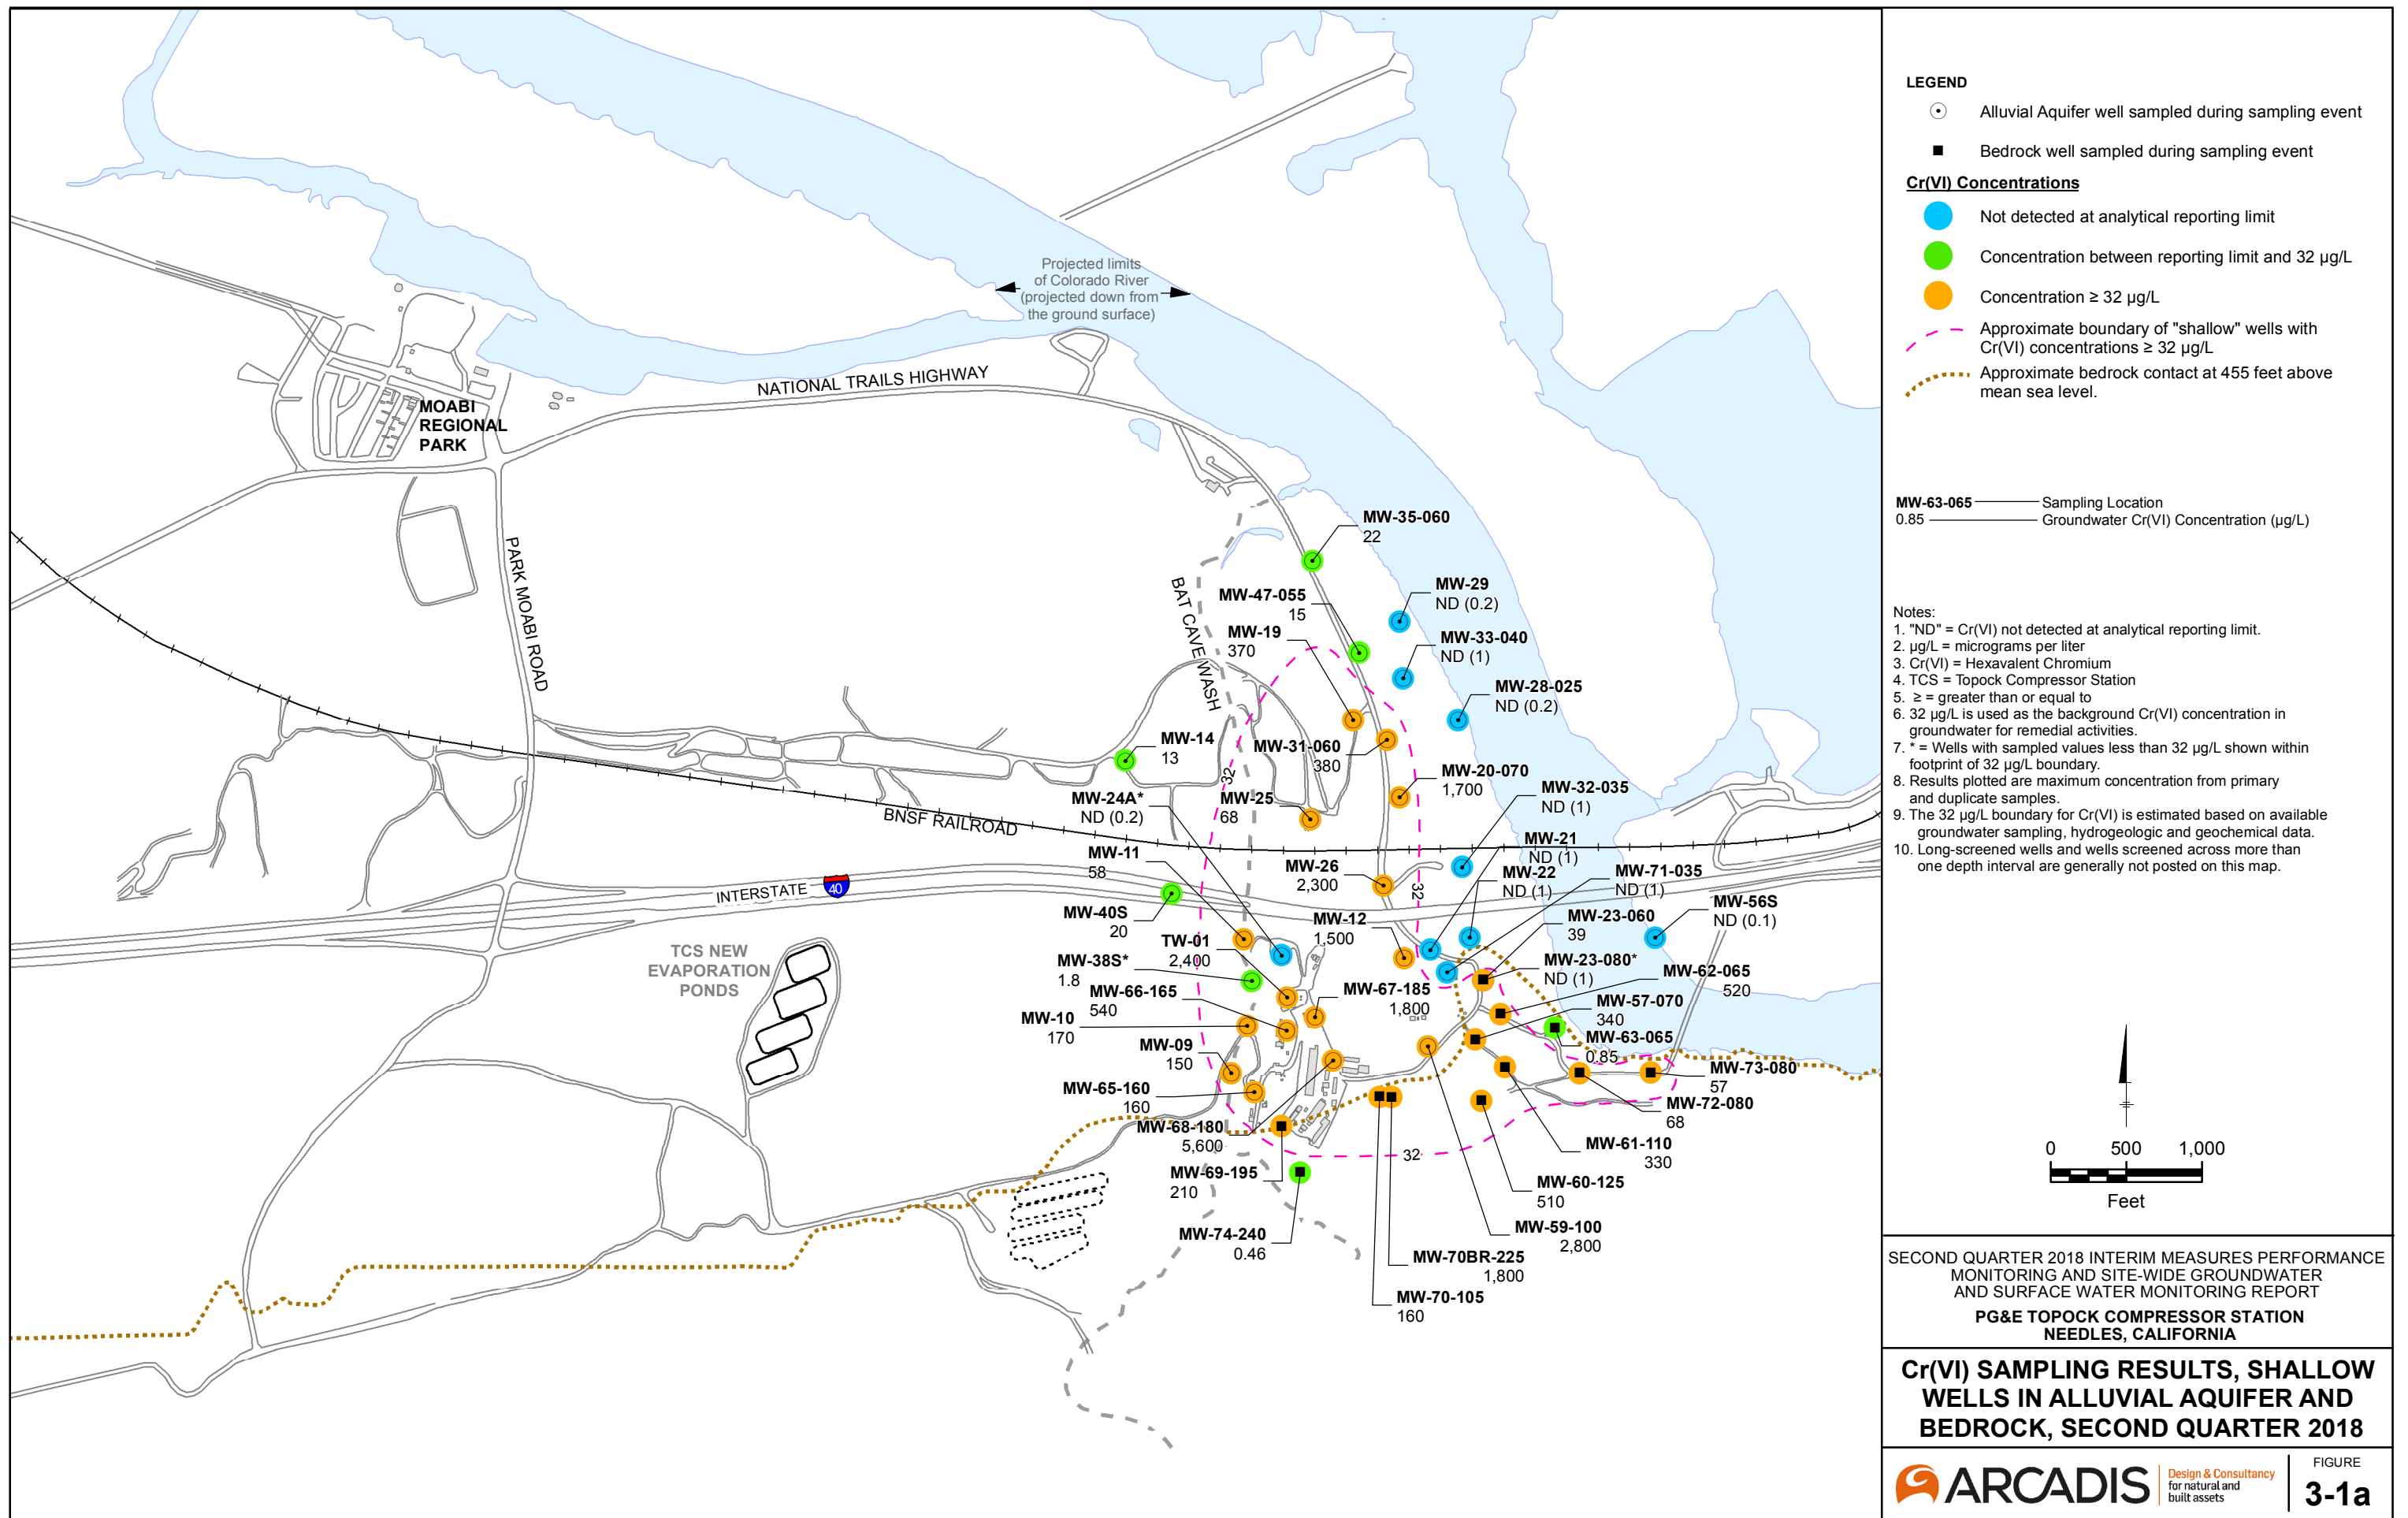 Projected limits
of Colorado River
(projected down from
the ground surface)
NATIONAL TRAILS HIGHWAY
MOABI
REGIONAL
PARK
PARK MOABI ROAD
BAT CAVE WASH
BNSF RAILROAD
INTERSTATE
40
TCS NEW
EVAPORATION
PONDS
MW-35-060
22
MW-29
ND (0.2)
MW-47-055
15
MW-33-040
ND (1)
MW-19
370
MW-28-025
ND (0.2)
MW-14
13
MW-31-060
380
32
MW-20-070
1,700
MW-32-035
ND (1)
MW-24A*
ND (0.2)
MW-25
68
MW-21
ND (1)
MW-11
58
MW-26
2,300
MW-22
ND (1)
MW-71-035
ND (1)
32
MW-56S
ND (0.1)
MW-40S
20
MW-12
1,500
MW-23-060
39
TW-01
2,400
MW-23-080*
ND (1)
MW-38S*
1.8
MW-62-065
520
MW-66-165
540
MW-67-185
1,800
MW-57-070
340
MW-10
170
MW-63-065
0.85
MW-09
150
MW-73-080
57
MW-65-160
160
MW-72-080
68
MW-68-180
5,600
MW-61-110
330
32
MW-69-195
210
MW-60-125
510
MW-74-240
0.46
MW-59-100
2,800
MW-70BR-225
1,800
MW-70-105
160
LEGEND
Alluvial Aquifer well sampled during sampling event
Bedrock well sampled during sampling event
Cr(VI) Concentrations
Not detected at analytical reporting limit
Concentration between reporting limit and 32 µg/L
Concentration ≥ 32 µg/L
Approximate boundary of "shallow" wells with
Cr(VI) concentrations ≥ 32 µg/L
Approximate bedrock contact at 455 feet above
mean sea level.
MW-63-065 Sampling Location
0.85 Groundwater Cr(VI) Concentration (µg/L)
Notes:
1. "ND" = Cr(VI) not detected at analytical reporting limit.
2. µg/L = micrograms per liter
3. Cr(VI) = Hexavalent Chromium
4. TCS = Topock Compressor Station
5. ≥ = greater than or equal to
6. 32 µg/L is used as the background Cr(VI) concentration in
groundwater for remedial activities.
7. * = Wells with sampled values less than 32 µg/L shown within
footprint of 32 µg/L boundary.
8. Results plotted are maximum concentration from primary
and duplicate samples.
9. The 32 µg/L boundary for Cr(VI) is estimated based on available
groundwater sampling, hydrogeologic and geochemical data.
10. Long-screened wells and wells screened across more than
one depth interval are generally not posted on this map.
0 500 1,000
Feet
SECOND QUARTER 2018 INTERIM MEASURES PERFORMANCE
MONITORING AND SITE-WIDE GROUNDWATER
AND SURFACE WATER MONITORING REPORT
PG&E TOPOCK COMPRESSOR STATION
NEEDLES, CALIFORNIA
Cr(VI) SAMPLING RESULTS, SHALLOW
WELLS IN ALLUVIAL AQUIFER AND
BEDROCK, SECOND QUARTER 2018
ARCADIS
Design & Consultancy
for natural and
built assets
FIGURE
3-1a